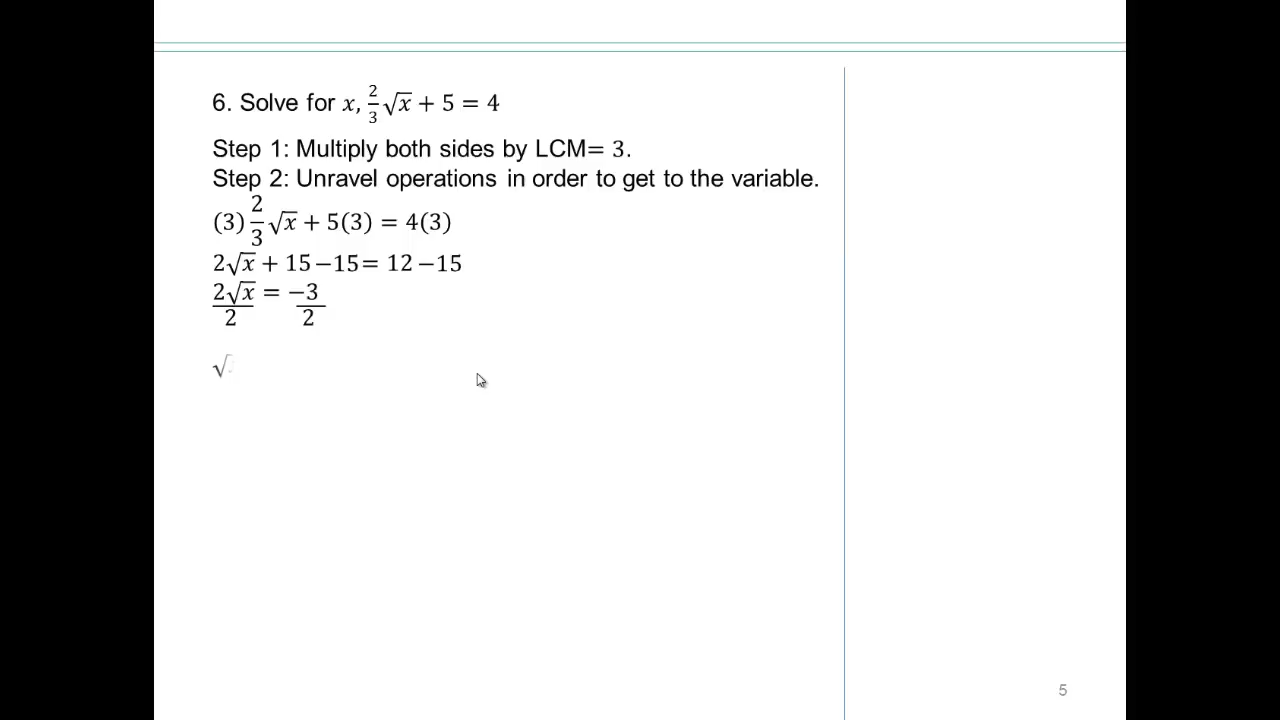 6. Solve for 𝑥, 2/3 √𝑥 + 5 = 4
Step 1: Multiply both sides by LCM= 3.
Step 2: Unravel operations in order to get to the variable.
(3) 2/3 √𝑥 + 5(3) = 4(3)
2√𝑥 + 15 −15= 12 −15
2√𝑥 = −3
2 2
√
5